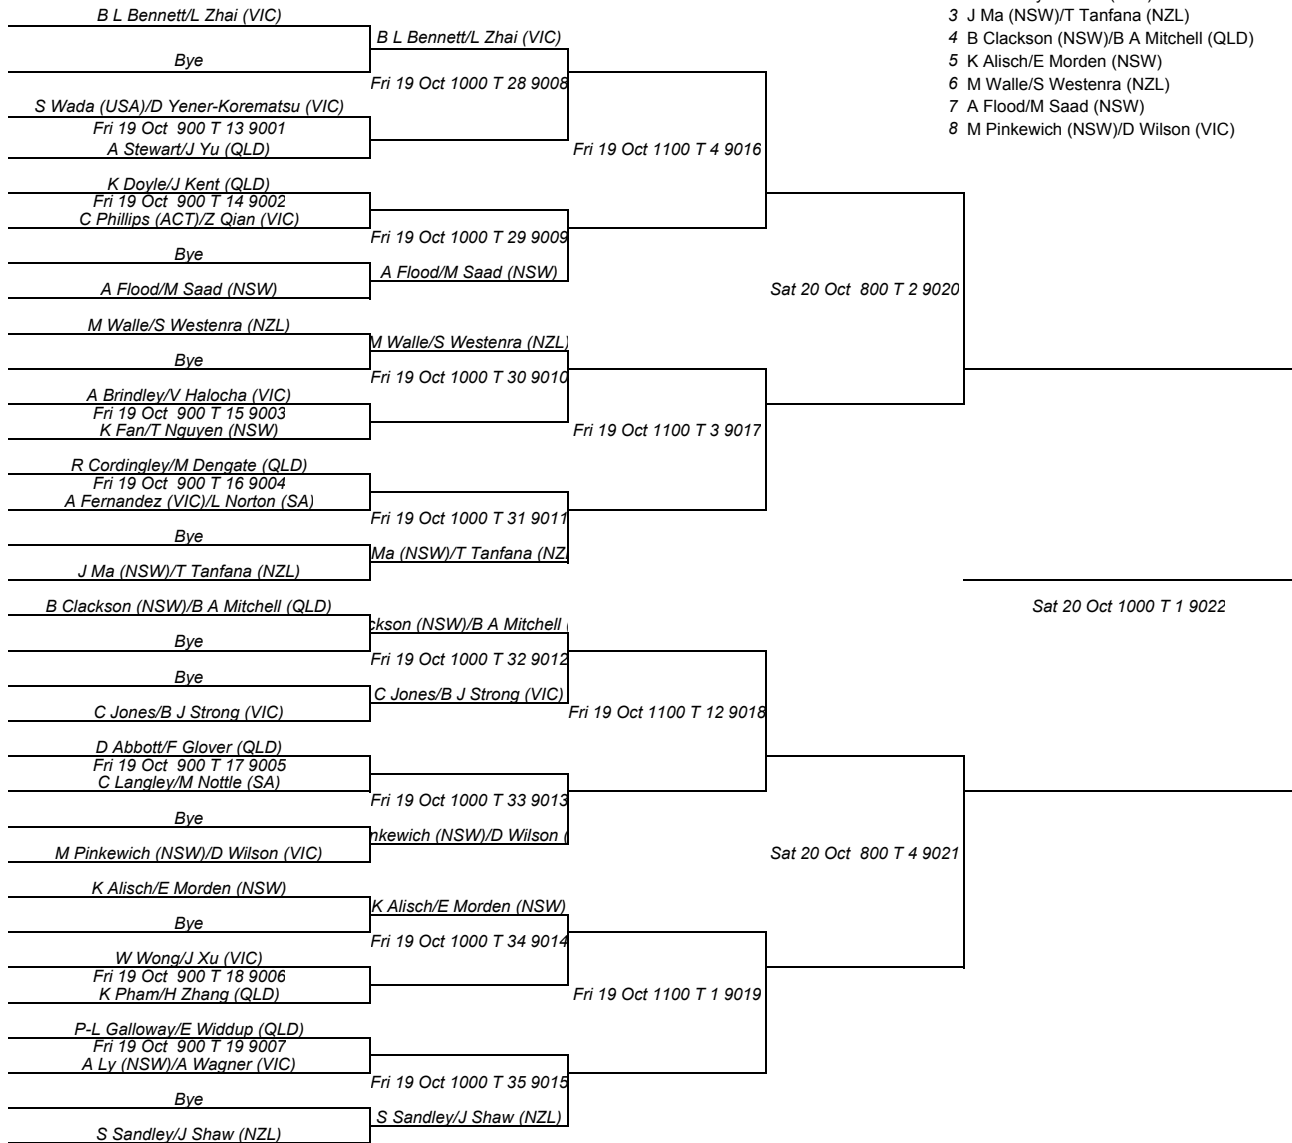 B L Bennett/L Zhai (VIC)
Bye
S Wada (USA)/D Yener-Korematsu (VIC)
Fri 19 Oct 900 T 13 9001
A Stewart/J Yu (QLD)
K Doyle/J Kent (QLD)
Fri 19 Oct 900 T 14 9002
C Phillips (ACT)/Z Qian (VIC)
Bye
A Flood/M Saad (NSW)
M Walle/S Westenra (NZL)
Bye
A Brindley/V Halocha (VIC)
Fri 19 Oct 900 T 15 9003
K Fan/T Nguyen (NSW)
R Cordingley/M Dengate (QLD)
Fri 19 Oct 900 T 16 9004
A Fernandez (VIC)/L Norton (SA)
Bye
J Ma (NSW)/T Tanfana (NZL)
B Clackson (NSW)/B A Mitchell (QLD)
Bye
Bye
C Jones/B J Strong (VIC)
D Abbott/F Glover (QLD)
Fri 19 Oct 900 T 17 9005
C Langley/M Nottle (SA)
Bye
M Pinkewich (NSW)/D Wilson (VIC)
K Alisch/E Morden (NSW)
Bye
W Wong/J Xu (VIC)
Fri 19 Oct 900 T 18 9006
K Pham/H Zhang (QLD)
P-L Galloway/E Widdup (QLD)
Fri 19 Oct 900 T 19 9007
A Ly (NSW)/A Wagner (VIC)
Bye
S Sandley/J Shaw (NZL)
B L Bennett/L Zhai (VIC)
Fri 19 Oct 1000 T 28 9008
Fri 19 Oct 1000 T 29 9009
A Flood/M Saad (NSW)
M Walle/S Westenra (NZL)
Fri 19 Oct 1000 T 30 9010
Fri 19 Oct 1000 T 31 9011
Ma (NSW)/T Tanfana (NZ
ckson (NSW)/B A Mitchell (
Fri 19 Oct 1000 T 32 9012
C Jones/B J Strong (VIC)
Fri 19 Oct 1000 T 33 9013
nkewich (NSW)/D Wilson (
K Alisch/E Morden (NSW)
Fri 19 Oct 1000 T 34 9014
Fri 19 Oct 1000 T 35 9015
S Sandley/J Shaw (NZL)
Fri 19 Oct 1100 T 4 9016
Fri 19 Oct 1100 T 3 9017
Fri 19 Oct 1100 T 12 9018
Fri 19 Oct 1100 T 1 9019
Sat 20 Oct 800 T 2 9020
Sat 20 Oct 800 T 4 9021
3 J Ma (NSW)/T Tanfana (NZL)
4 B Clackson (NSW)/B A Mitchell (QLD)
5 K Alisch/E Morden (NSW)
6 M Walle/S Westenra (NZL)
7 A Flood/M Saad (NSW)
8 M Pinkewich (NSW)/D Wilson (VIC)
Sat 20 Oct 1000 T 1 9022